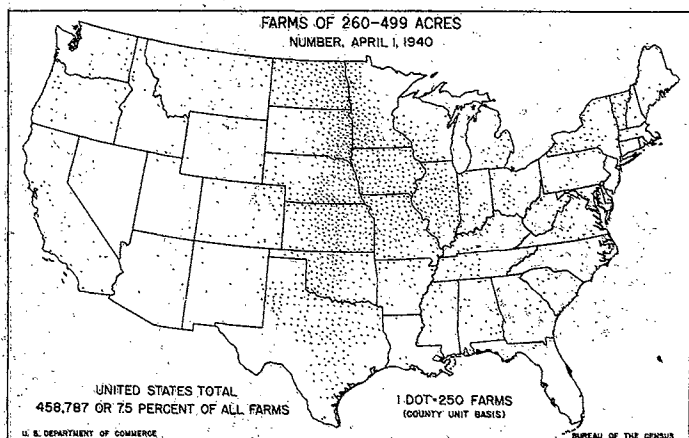 FARMS OF 260-499 ACRES
NUMBER, APRIL 1, 1940
UNITED STATES TOTAL
458,787 OR 7.5 PERCENT OF ALL FARMS
1 DOT=250 FARMS
(COUNTY UNIT BASIS)
U. S. DEPARTMENT OF COMMERCE
BUREAU OF THE CENSUS